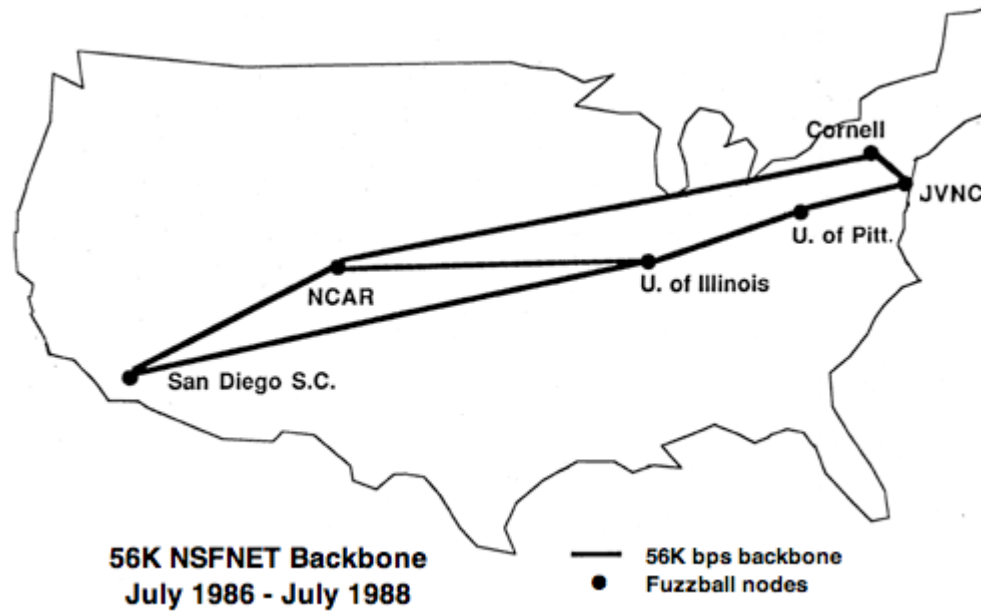 Cornell
JVNC
U. of Pitt.
U. of Illinois
NCAR
San Diego S.C.
56K NSFNET Backbone
July 1986 - July 1988
56K bps backbone
Fuzzball nodes